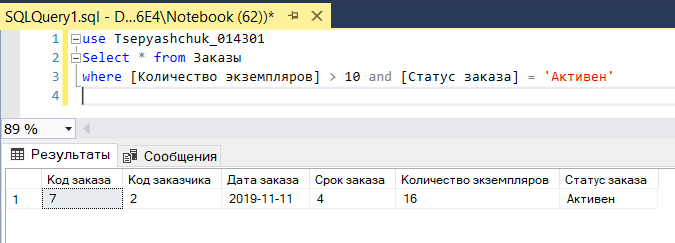 SQLQuery1.sql - D...6E4\Notebook (62))*
1 use Tsepyashchuk_014301
2 Select * from Заказы
3 where [Количество экземпляров] > 10 and [Статус заказа] = 'Активен'
4
89 %
Результаты Сообщения
Код заказа Код заказчика Дата заказа Срок заказа Количество экземпляров Статус заказа
1 7 2 2019-11-11 4 16 Активен